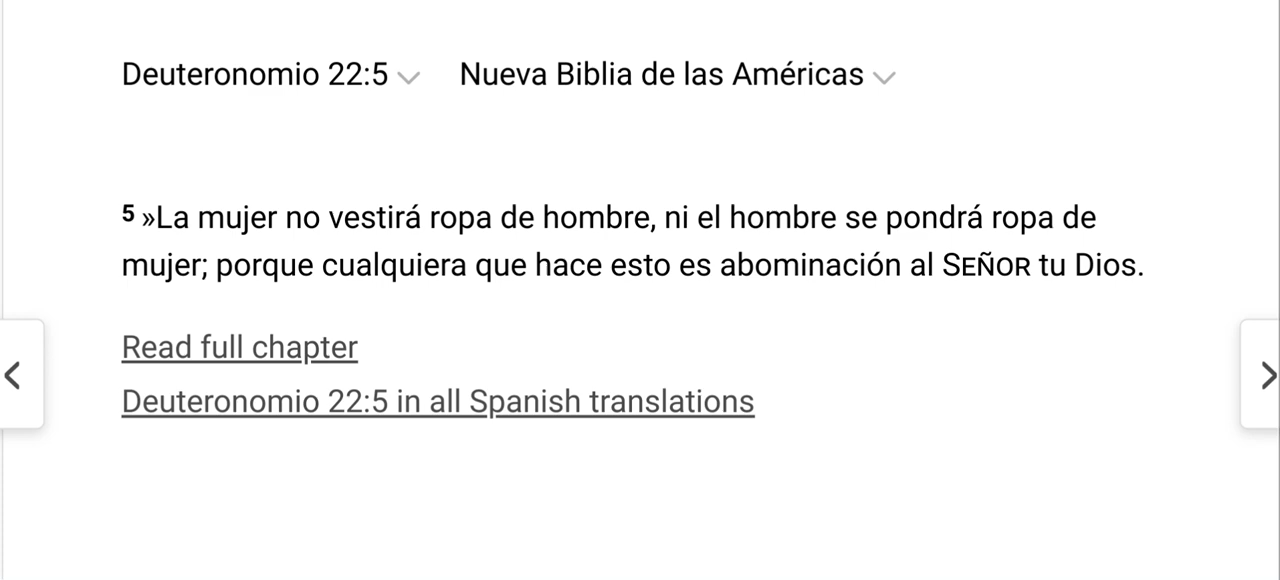 Deuteronomio 22:5 Nueva Biblia de las Américas
5 »La mujer no vestirá ropa de hombre, ni el hombre se pondrá ropa de
mujer; porque cualquiera que hace esto es abominación al SEÑOR tu Dios.
Read full chapter
Deuteronomio 22:5 in all Spanish translations